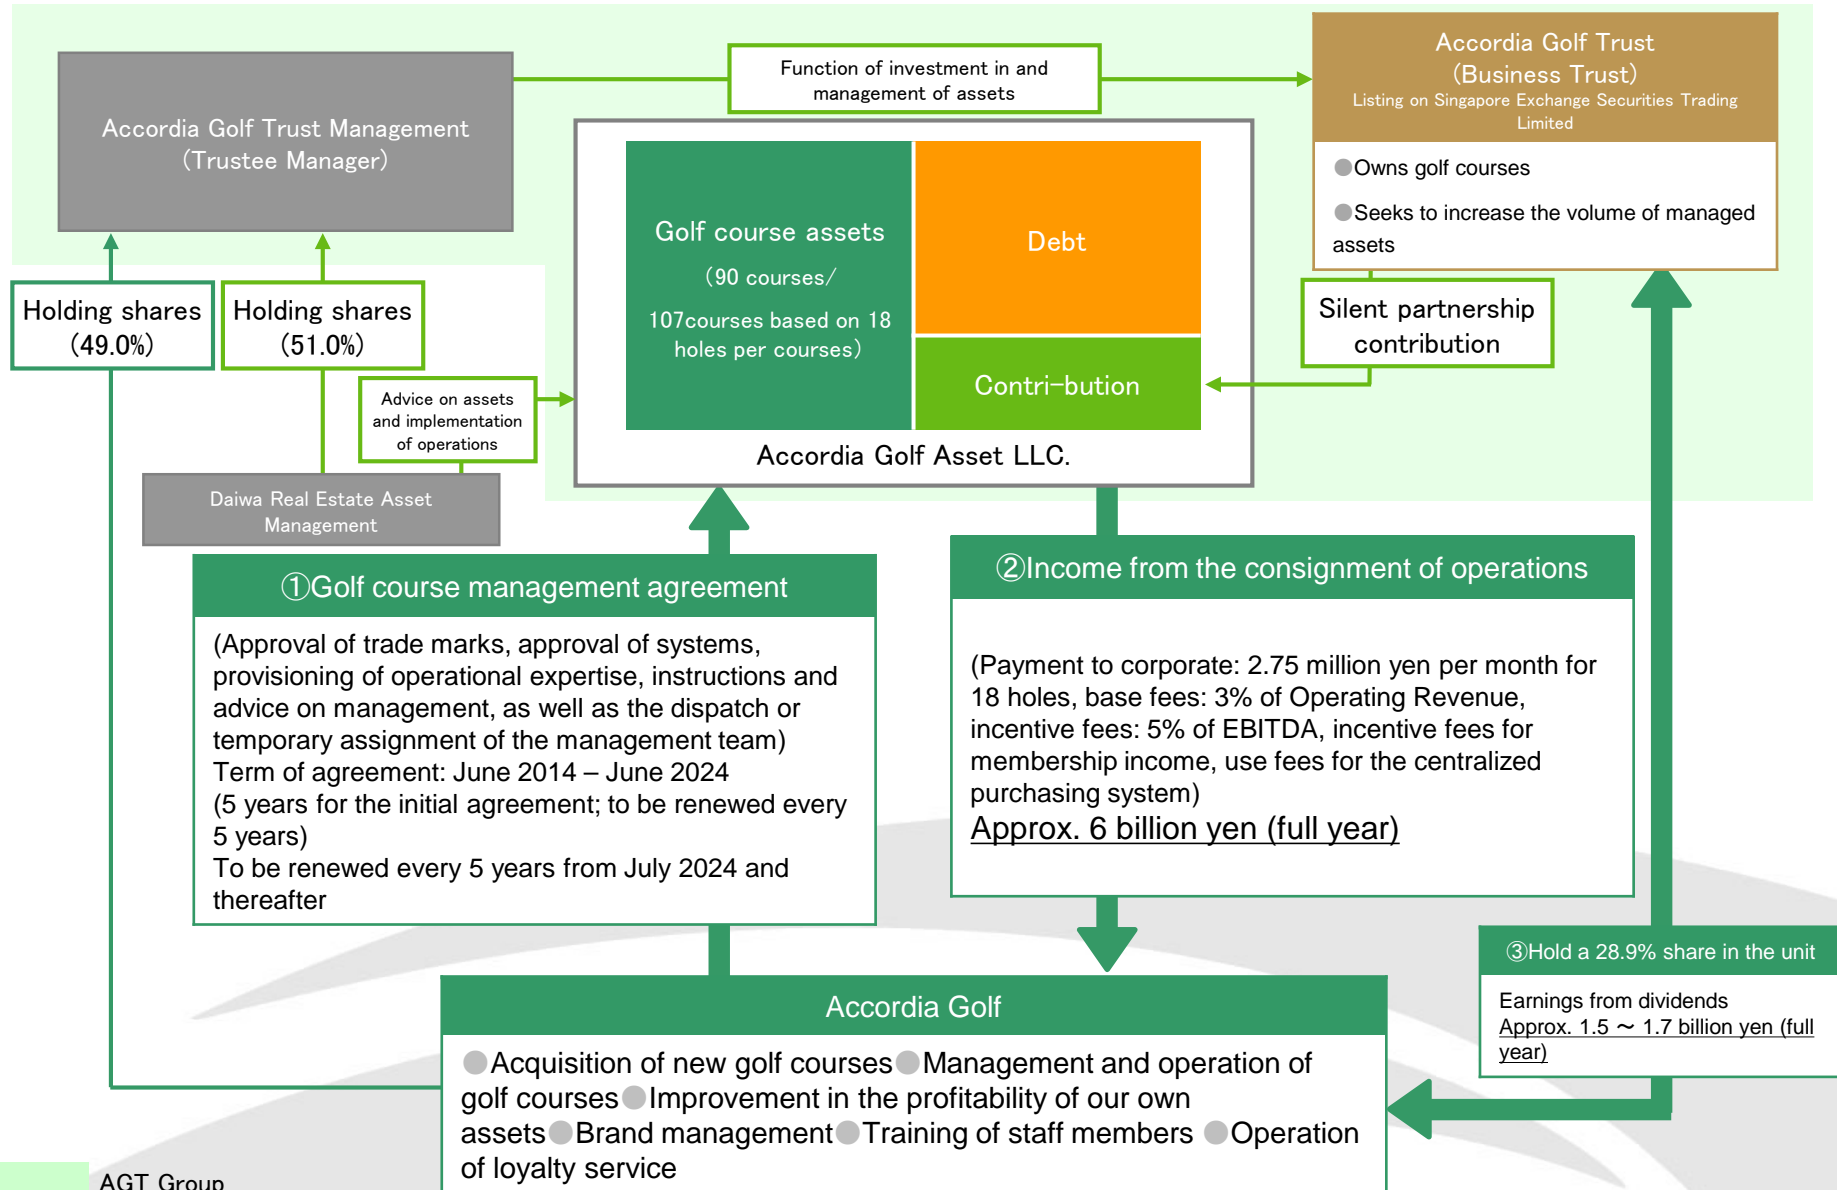 Function of investment in and
management of assets
Accordia Golf Trust
(Business Trust)
Listing on Singapore Exchange Securities Trading
Limited
●Owns golf courses
●Seeks to increase the volume of managed
assets
Accordia Golf Trust Management
(Trustee Manager)
Golf course assets
(90 courses/
107courses based on 18
holes per courses)
Debt
Contri-bution
Accordia Golf Asset LLC.
Holding shares
(49.0%)
Holding shares
(51.0%)
Silent partnership
contribution
Advice on assets
and implementation
of operations
Daiwa Real Estate Asset
Management
①Golf course management agreement
(Approval of trade marks, approval of systems,
provisioning of operational expertise, instructions and
advice on management, as well as the dispatch or
temporary assignment of the management team)
Term of agreement: June 2014 – June 2024
(5 years for the initial agreement; to be renewed every
5 years)
To be renewed every 5 years from July 2024 and
thereafter
②Income from the consignment of operations
(Payment to corporate: 2.75 million yen per month for
18 holes, base fees: 3% of Operating Revenue,
incentive fees: 5% of EBITDA, incentive fees for
membership income, use fees for the centralized
purchasing system)
Approx. 6 billion yen (full year)
③Hold a 28.9% share in the unit
Earnings from dividends
Approx. 1.5 ～ 1.7 billion yen (full
year)
Accordia Golf
●Acquisition of new golf courses●Management and operation of
golf courses●Improvement in the profitability of our own
assets●Brand management●Training of staff members ●Operation
of loyalty service
AGT Group